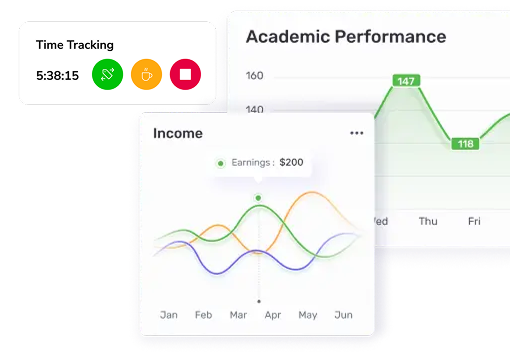 Time Tracking
5:38:15
Academic Performance
160
147
140
118
Thu Fri
Income
Earnings : $200
Jan Feb Mar Apr May Jun